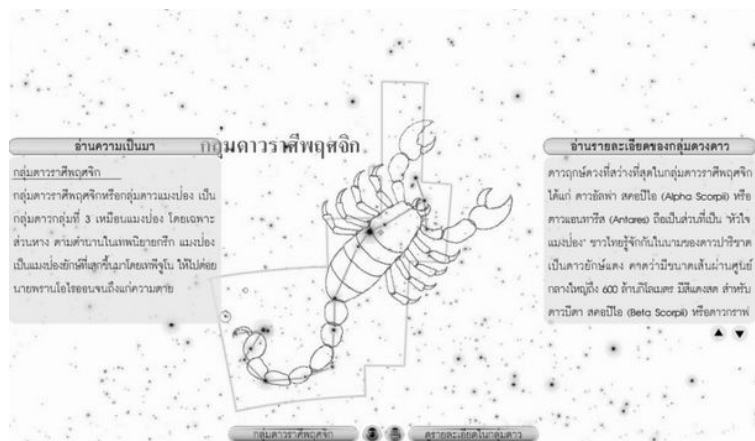 อ่านความเป็นมา
กลุ่มดาวราศีพฤศจิก
กลุ่มดาวราศีพฤศจิกหรือกลุ่มดาวแมงป่อง เป็น
กลุ่มดาวกลุ่มที่ 3 เหมือนแมงป่อง โดยเฉพาะ
ส่วนหาง ตามตำนานในเทพนิยายกรีก แมงป่อง
เป็นแมงป่องยักษ์ที่เสกขึ้นมาโดยเทพีจูโน ให้ไปต่อย
นายพรานโอไรออนจนถึงแก่ความตาย
กลุ่มดาวราศีพฤศจิก
อ่านรายละเอียดของกลุ่มดวงดาว
ดาวฤกษ์ดวงที่สว่างที่สุดในกลุ่มดาวราศีพฤศจิก
ได้แก่ ดาวอัลฟา สคอปิไอ (Alpha Scorpii) หรือ
ดาวแอนทาริส (Antares) ถือเป็นส่วนที่เป็น "หัวใจ
แมงป่อง" ชาวไทยรู้จักกันในนามของดาวปาริชาต
เป็นดาวยักษ์แดง คาดว่ามีขนาดเส้นผ่านศูนย์
กลางใหญ่ถึง 600 ล้านกิโลเมตร มีสีแดงสด สำหรับ
ดาวบีตา สคอปิไอ (Beta Scorpii) หรือดาวกราฟ
กลุ่มดาวราศีพฤศจิก
ดูรายละเอียดในกลุ่มดาว